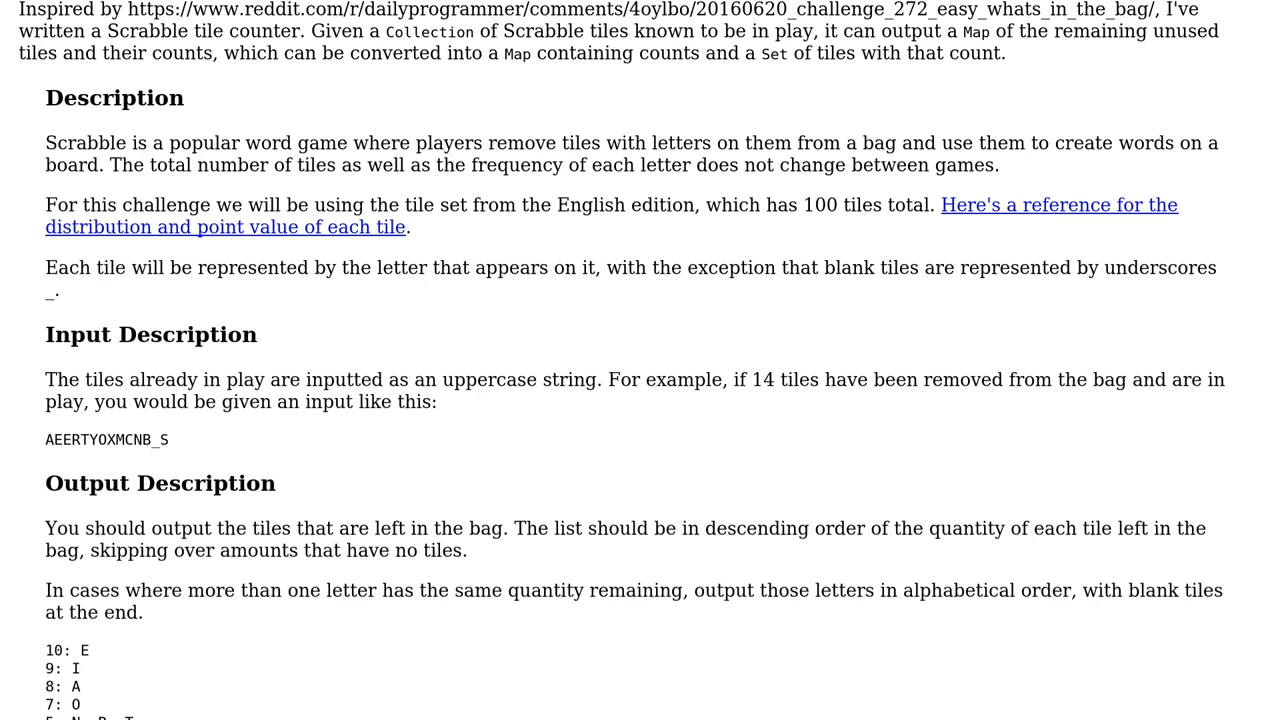 Inspired by https://www.reddit.com/r/dailyprogrammer/comments/4oylbo/20160620_challenge_272_easy_whats_in_the_bag/, I've
written a Scrabble tile counter. Given a Collection of Scrabble tiles known to be in play, it can output a Map of the remaining unused
tiles and their counts, which can be converted into a Map containing counts and a Set of tiles with that count.
Description
Scrabble is a popular word game where players remove tiles with letters on them from a bag and use them to create words on a
board. The total number of tiles as well as the frequency of each letter does not change between games.
For this challenge we will be using the tile set from the English edition, which has 100 tiles total. Here's a reference for the
distribution and point value of each tile.
Each tile will be represented by the letter that appears on it, with the exception that blank tiles are represented by underscores
_.
Input Description
The tiles already in play are inputted as an uppercase string. For example, if 14 tiles have been removed from the bag and are in
play, you would be given an input like this:
AEERTYOXMCNB_S
Output Description
You should output the tiles that are left in the bag. The list should be in descending order of the quantity of each tile left in the
bag, skipping over amounts that have no tiles.
In cases where more than one letter has the same quantity remaining, output those letters in alphabetical order, with blank tiles
at the end.
10: E
9: I
8: A
7: O